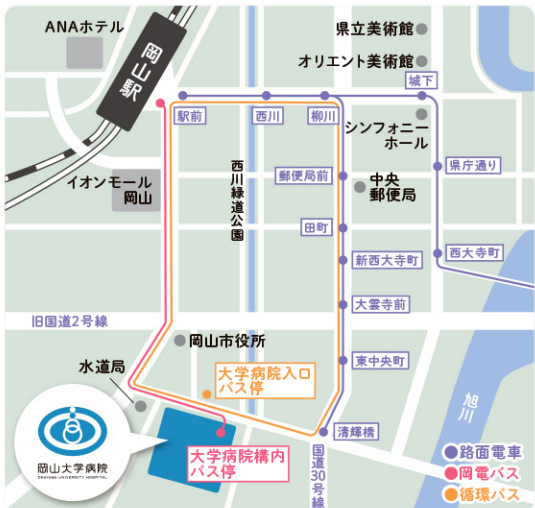 ANAホテル
岡山駅
県立美術館
オリエント美術館
城下
駅前
西川
柳川
シンフォニー
ホール
県庁通り
イオンモール
岡山
西川緑道公園
郵便局前
中央
郵便局
田町
新西大寺町
西大寺町
大雲寺前
旧国道2号線
岡山市役所
東中央町
水道局
大学病院入口
バス停
旭川
清輝橋
岡山大学病院
OKAYAMA UNIVERSITY HOSPITAL
大学病院構内
バス停
国道30号線
路面電車
岡電バス
循環バス